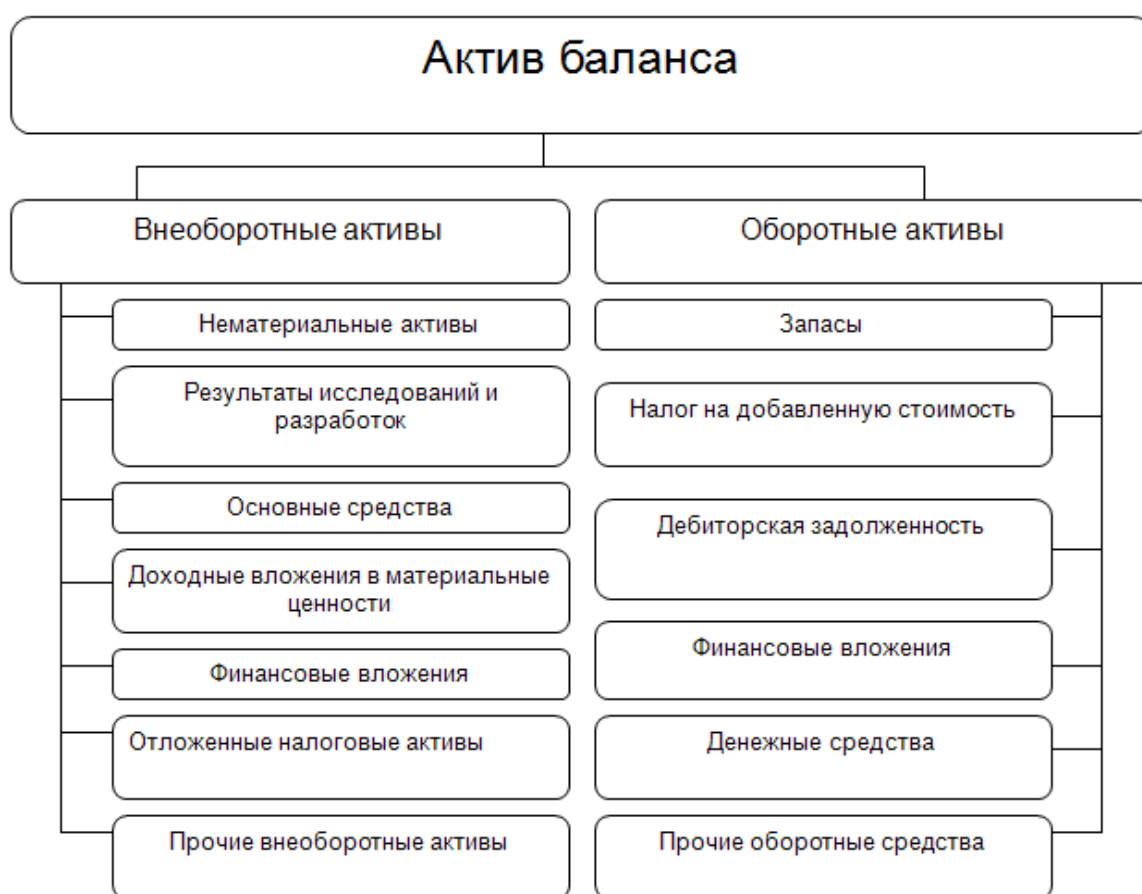 Актив баланса
Внеоборотные активы
Нематериальные активы
Результаты исследований и
разработок
Основные средства
Доходные вложения в материальные
ценности
Финансовые вложения
Отложенные налоговые активы
Прочие внеоборотные активы
Оборотные активы
Запасы
Налог на добавленную стоимость
Дебиторская задолженность
Финансовые вложения
Денежные средства
Прочие оборотные средства